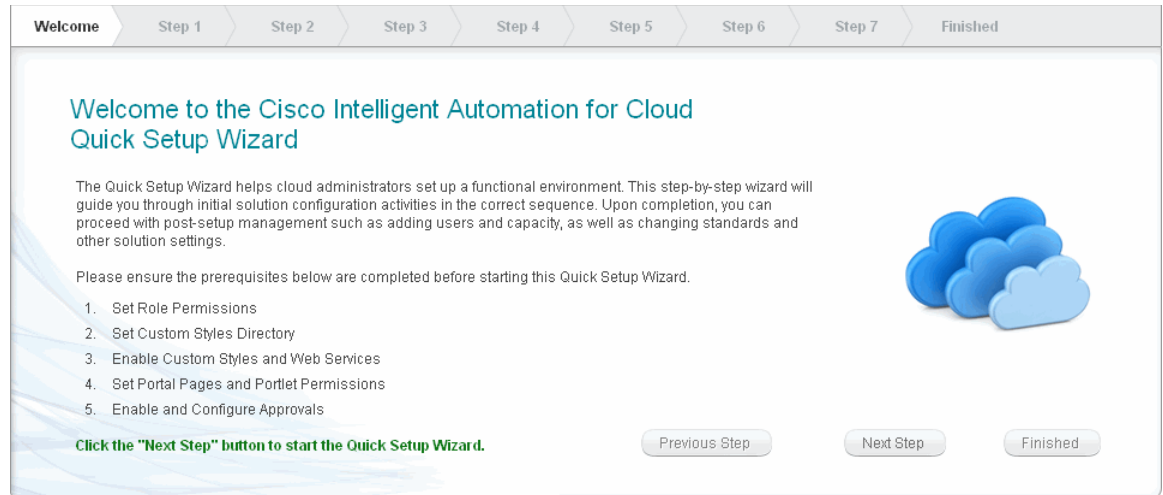 Welcome Step 1 Step 2 Step 3 Step 4 Step 5 Step 6 Step 7 Finished
Welcome to the Cisco Intelligent Automation for Cloud
Quick Setup Wizard
The Quick Setup Wizard helps cloud administrators set up a functional environment. This step-by-step wizard will
guide you through initial solution configuration activities in the correct sequence. Upon completion, you can
proceed with post-setup management such as adding users and capacity, as well as changing standards and
other solution settings.
Please ensure the prerequisites below are completed before starting this Quick Setup Wizard.
1. Set Role Permissions
2. Set Custom Styles Directory
3. Enable Custom Styles and Web Services
4. Set Portal Pages and Portlet Permissions
5. Enable and Configure Approvals
Click the "Next Step" button to start the Quick Setup Wizard.
Previous Step Next Step Finished